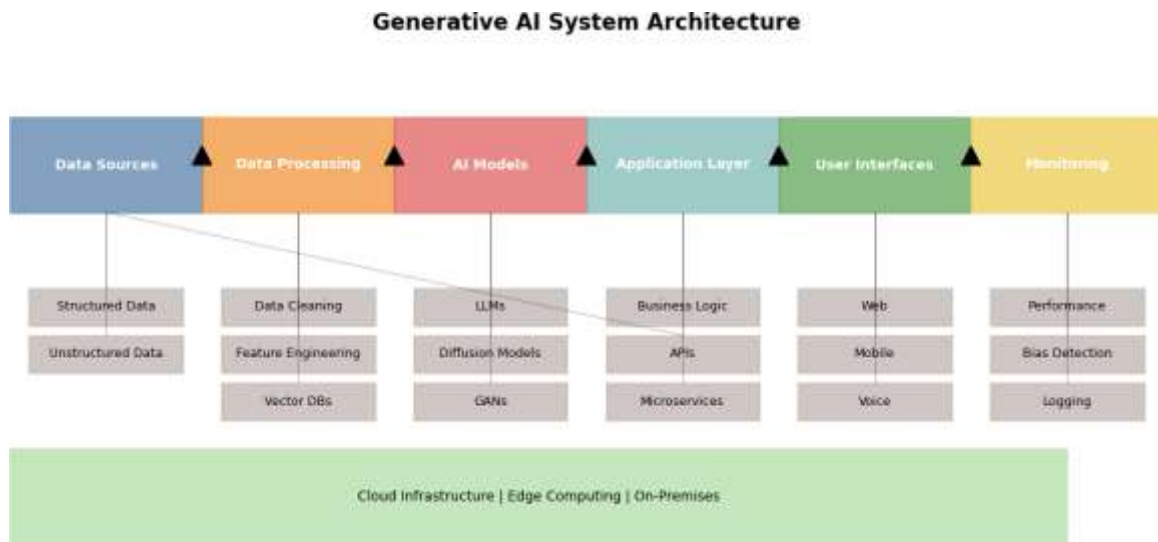 Generative AI System Architecture
Data Sources
Data Processing
AI Models
Application Layer
User Interfaces
Monitoring
Structured Data
Data Cleaning
LLMs
Business Logic
Web
Performance
Unstructured Data
Feature Engineering
Diffusion Models
APIs
Mobile
Bias Detection
Vector DBs
GANs
Microservices
Voice
Logging
Cloud Infrastructure | Edge Computing | On-Premises